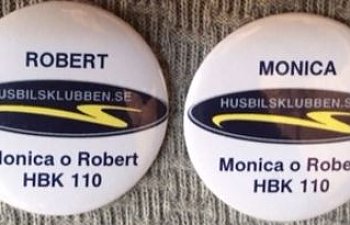 ROBERT
HUSBILSKLUBBEN.SE
Monica o Robert
HBK 110
MONICA
HUSBILSKLUBBEN.S
Monica o Robe
HBK 110